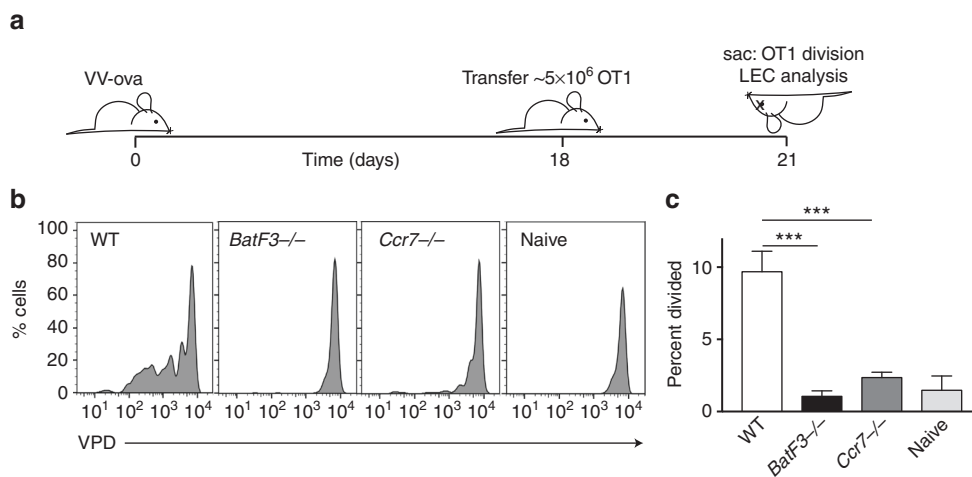 a
VV-ova
Transfer ~5×10⁶ OT1
sac: OT1 division
LEC analysis
0
Time (days)
18
21
b
% cells
100
80
60
40
20
0
WT
BatF3–/–
Ccr7–/–
Naive
10¹ 10² 10³ 10⁴
10¹ 10² 10³ 10⁴
10¹ 10² 10³ 10⁴
10¹ 10² 10³ 10⁴
VPD
c
***
***
Percent divided
10
5
0
WT
BatF3–/–
Ccr7–/–
Naive